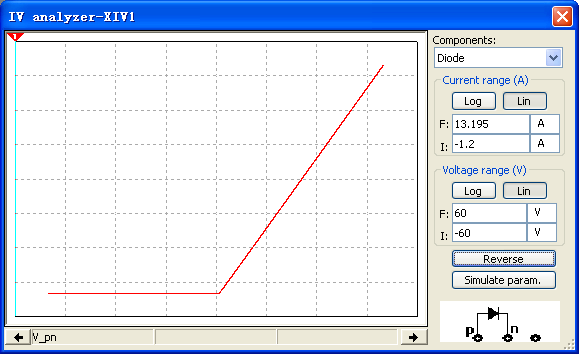 IV analyzer-XIV1
1
Components:
Diode
Current range (A)
Log Lin
F: 13.195 A
I: -1.2 A
Voltage range (V)
Log Lin
F: 60 V
I: -60 V
Reverse
Simulate param.
p n
V_pn